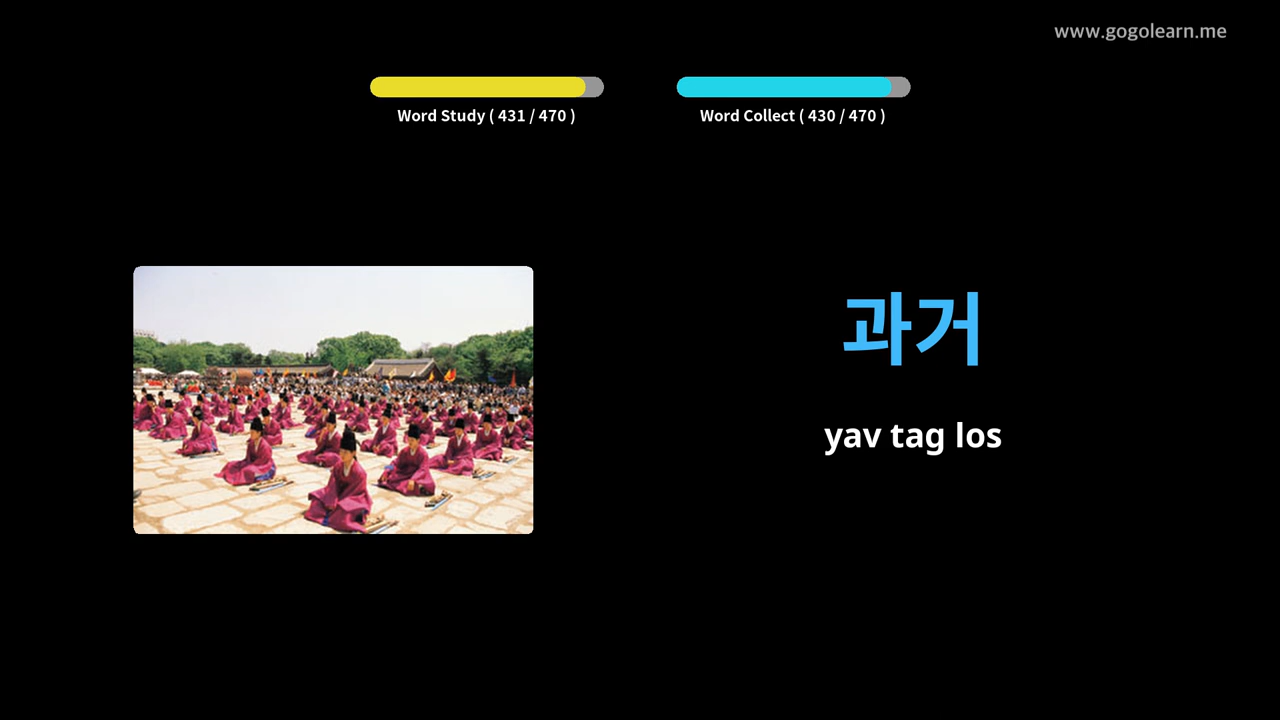 www.gogolearn.me
Word Study ( 431 / 470 )
Word Collect ( 430 / 470 )
과거
yav tag los